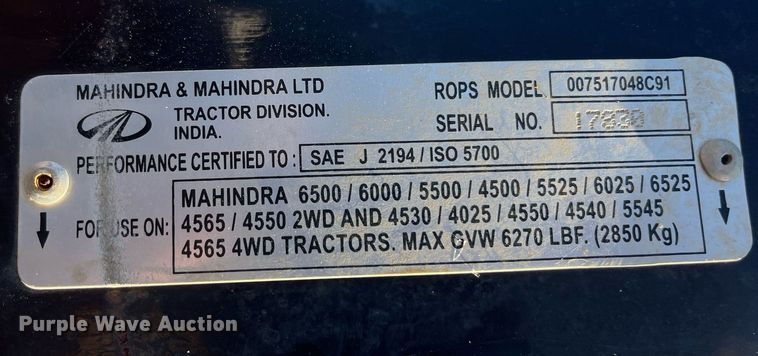 MAHINDRA & MAHINDRA LTD
TRACTOR DIVISION.
INDIA.
ROPS MODEL 007517048C91
SERIAL NO. 17830
PERFORMANCE CERTIFIED TO : SAE J 2194 / ISO 5700
FOR USE ON:
MAHINDRA 6500 / 6000 / 5500 / 4500 / 5525 / 6025 / 6525
4565 / 4550 2WD AND 4530 / 4025 / 4550 / 4540 / 5545
4565 4WD TRACTORS. MAX GVW 6270 LBF. (2850 Kg)
Purple Wave Auction